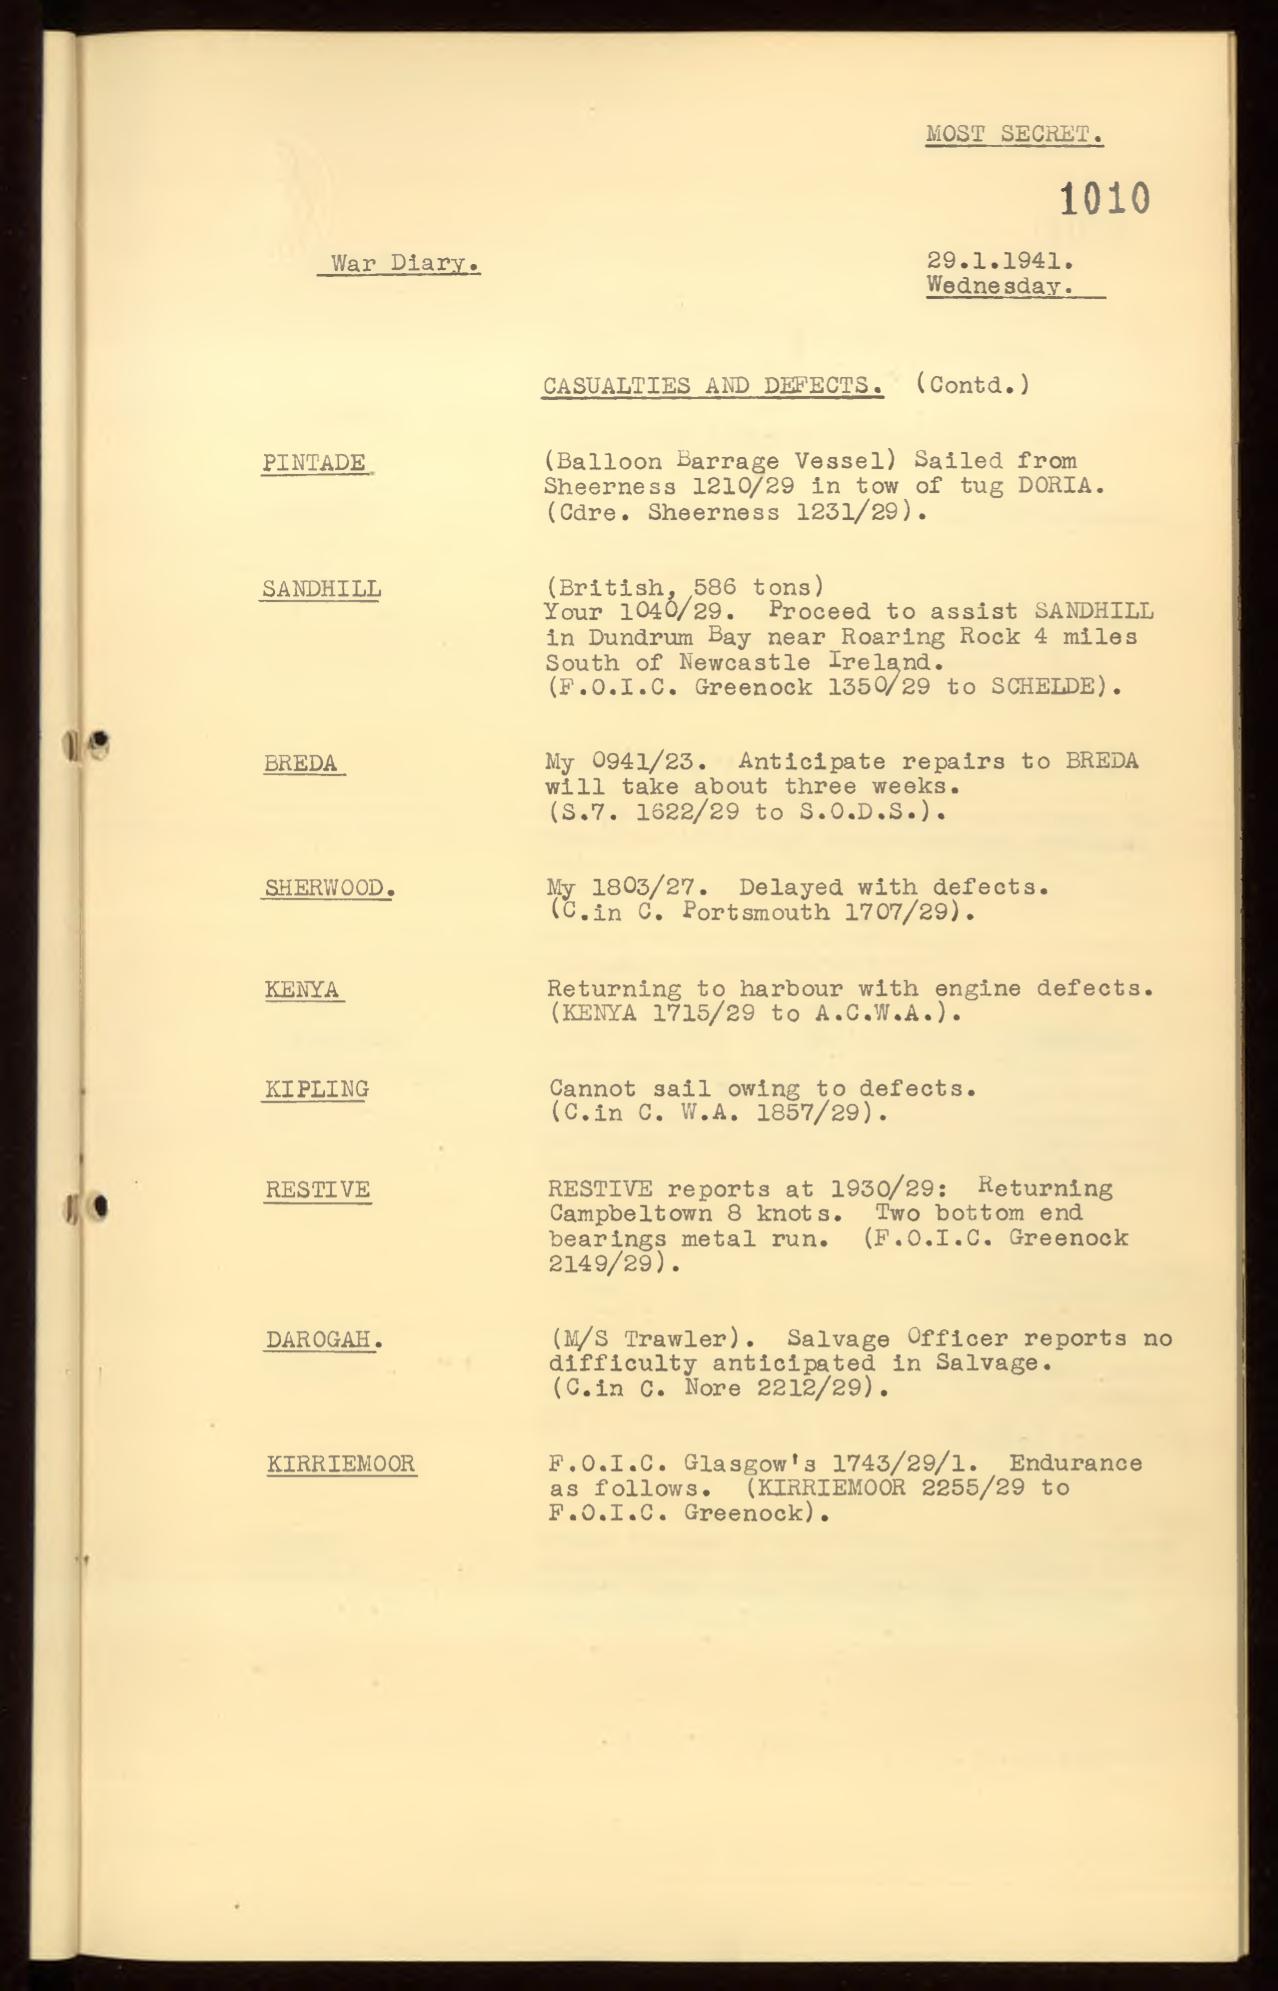 MOST SECRET.
1010
War Diary.
29.1.1941.
Wednesday.
CASUALTIES AND DEFECTS. (Contd.)
PINTADE
(Balloon Barrage Vessel) Sailed from
Sheerness 1210/29 in tow of tug DORIA.
(Cdre. Sheerness 1231/29).
SANDHILL
(British, 586 tons)
Your 1040/29. Proceed to assist SANDHILL
in Dundrum Bay near Roaring Rock 4 miles
South of Newcastle Ireland.
(F.O.I.C. Greenock 1350/29 to SCHELDE).
BREDA
My 0941/23. Anticipate repairs to BREDA
will take about three weeks.
(S.7. 1622/29 to S.O.D.S.).
SHERWOOD.
My 1803/27. Delayed with defects.
(C.in C. Portsmouth 1707/29).
KENYA
Returning to harbour with engine defects.
(KENYA 1715/29 to A.C.W.A.).
KIPLING
Cannot sail owing to defects.
(C.in C. W.A. 1857/29).
RESTIVE
RESTIVE reports at 1930/29: Returning
Campbeltown 8 knots. Two bottom end
bearings metal run. (F.O.I.C. Greenock
2149/29).
DAROGAH.
(M/S Trawler). Salvage Officer reports no
difficulty anticipated in Salvage.
(C.in C. Nore 2212/29).
KIRRIEMOOR
F.O.I.C. Glasgow's 1743/29/1. Endurance
as follows. (KIRRIEMOOR 2255/29 to
F.O.I.C. Greenock).